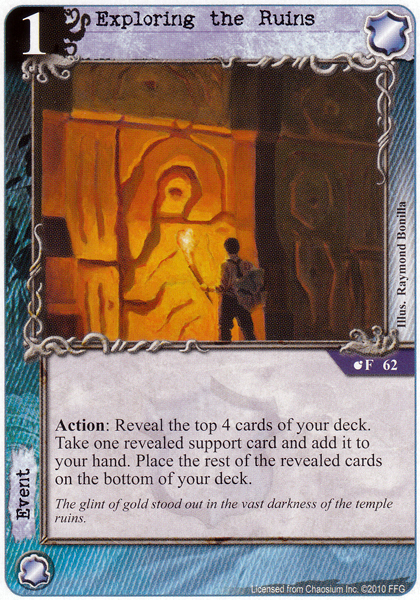 1
Exploring the Ruins
Illus. Raymond Bonilla
F 62
Action: Reveal the top 4 cards of your deck.
Take one revealed support card and add it to
your hand. Place the rest of the revealed cards
on the bottom of your deck.
The glint of gold stood out in the vast darkness of the temple
ruins.
Event
Licensed from Chaosium Inc. ©2010 FFG